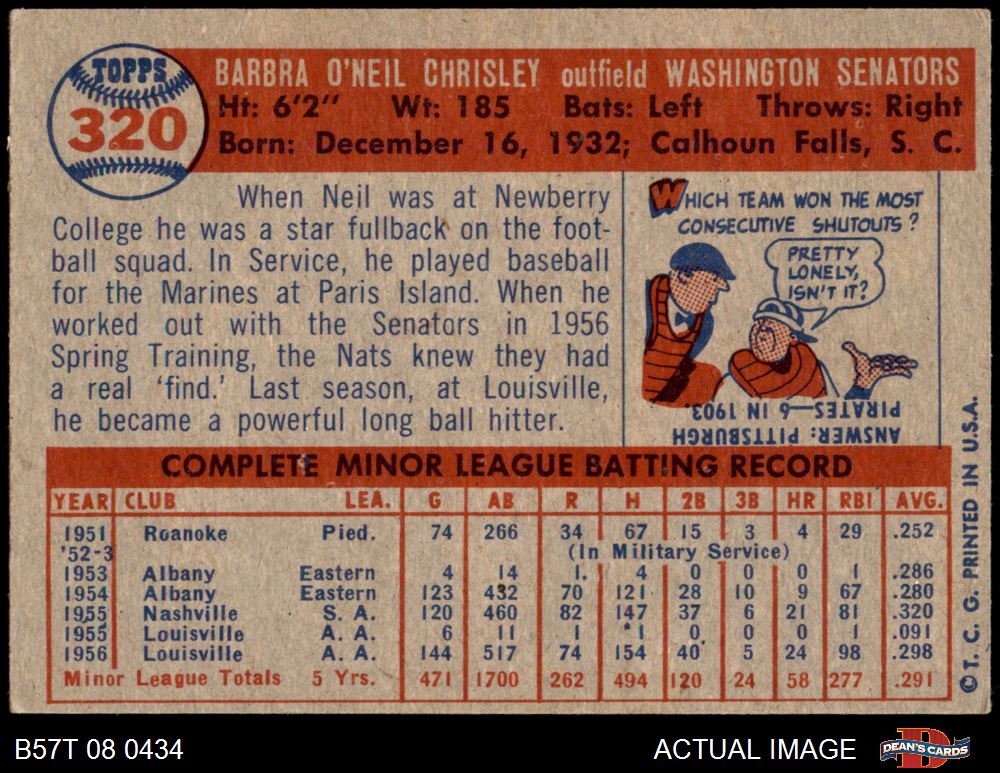 TOPPS
320
BARBRA O'NEIL CHRISLEY outfield WASHINGTON SENATORS
Ht: 6'2" Wt: 185 Bats: Left Throws: Right
Born: December 16, 1932; Calhoun Falls, S. C.
When Neil was at Newberry
College he was a star fullback on the foot-
ball squad. In Service, he played baseball
for the Marines at Paris Island. When he
worked out with the Senators in 1956
Spring Training, the Nats knew they had
a real 'find.' Last season, at Louisville,
he became a powerful long ball hitter.
WHICH TEAM WON THE MOST
CONSECUTIVE SHUTOUTS?
PRETTY
LONELY,
ISN'T IT?
ANSWER: PITTSBURGH
PIRATES—6 IN 1903.
COMPLETE MINOR LEAGUE BATTING RECORD
YEAR CLUB LEA. G AB R H 2B 3B HR RBI AVG.
1951 Roanoke Pied. 74 266 34 67 15 3 4 29 .252
'52-3 (In Military Service)
1953 Albany Eastern 4 14 1 4 0 0 0 1 .286
1954 Albany Eastern 123 432 70 121 28 10 9 67 .280
1955 Nashville S. A. 120 460 82 147 37 6 21 81 .320
1955 Louisville A. A. 6 11 1 1 0 0 0 1 .091
1956 Louisville A. A. 144 517 74 154 40 5 24 98 .298
Minor League Totals 5 Yrs. 471 1700 262 494 120 24 58 277 .291
© T. C. G. PRINTED IN U.S.A.
B57T 08 0434 ACTUAL IMAGE DEAN'S CARDS